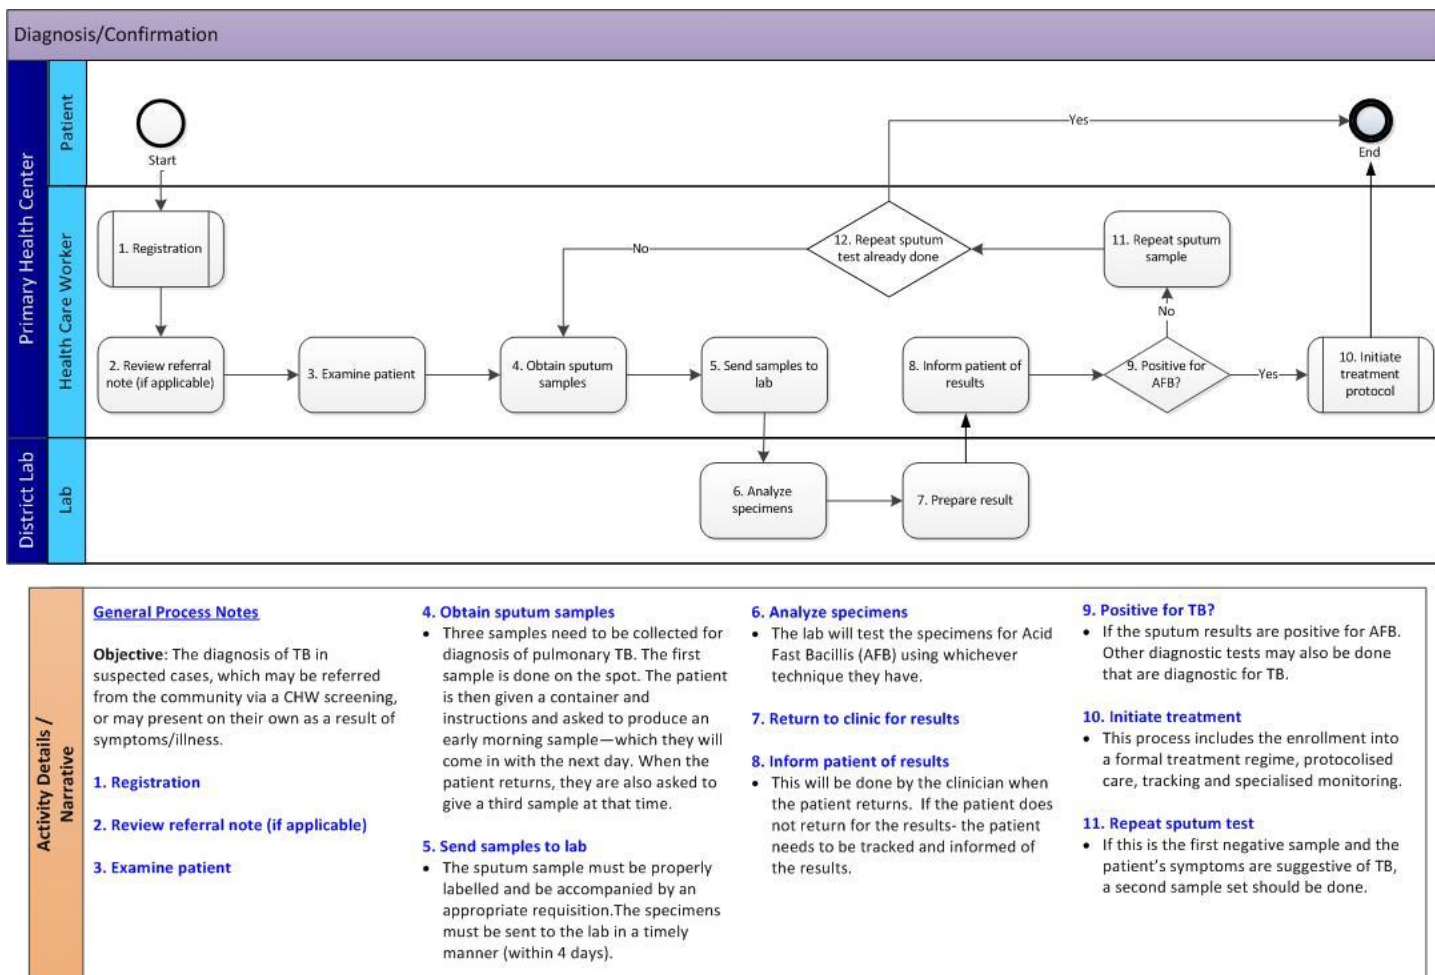 Diagnosis/Confirmation
Primary Health Center
Patient
Start
Yes
End
Health Care Worker
1. Registration
No
12. Repeat sputum
test already done
11. Repeat sputum
sample
No
2. Review referral
note (if applicable)
3. Examine patient
4. Obtain sputum
samples
5. Send samples to
lab
8. Inform patient of
results
9. Positive for
AFB?
Yes
10. Initiate
treatment
protocol
District Lab
Lab
6. Analyze
specimens
7. Prepare result
Activity Details /
Narrative
General Process Notes
Objective: The diagnosis of TB in
suspected cases, which may be referred
from the community via a CHW screening,
or may present on their own as a result of
symptoms/illness.
1. Registration
2. Review referral note (if applicable)
3. Examine patient
4. Obtain sputum samples
• Three samples need to be collected for
diagnosis of pulmonary TB. The first
sample is done on the spot. The patient
is then given a container and
instructions and asked to produce an
early morning sample—which they will
come in with the next day. When the
patient returns, they are also asked to
give a third sample at that time.
5. Send samples to lab
• The sputum sample must be properly
labelled and be accompanied by an
appropriate requisition.The specimens
must be sent to the lab in a timely
manner (within 4 days).
6. Analyze specimens
• The lab will test the specimens for Acid
Fast Bacillis (AFB) using whichever
technique they have.
7. Return to clinic for results
8. Inform patient of results
• This will be done by the clinician when
the patient returns. If the patient does
not return for the results- the patient
needs to be tracked and informed of
the results.
9. Positive for TB?
• If the sputum results are positive for AFB.
Other diagnostic tests may also be done
that are diagnostic for TB.
10. Initiate treatment
• This process includes the enrollment into
a formal treatment regime, protocolised
care, tracking and specialised monitoring.
11. Repeat sputum test
• If this is the first negative sample and the
patient's symptoms are suggestive of TB,
a second sample set should be done.